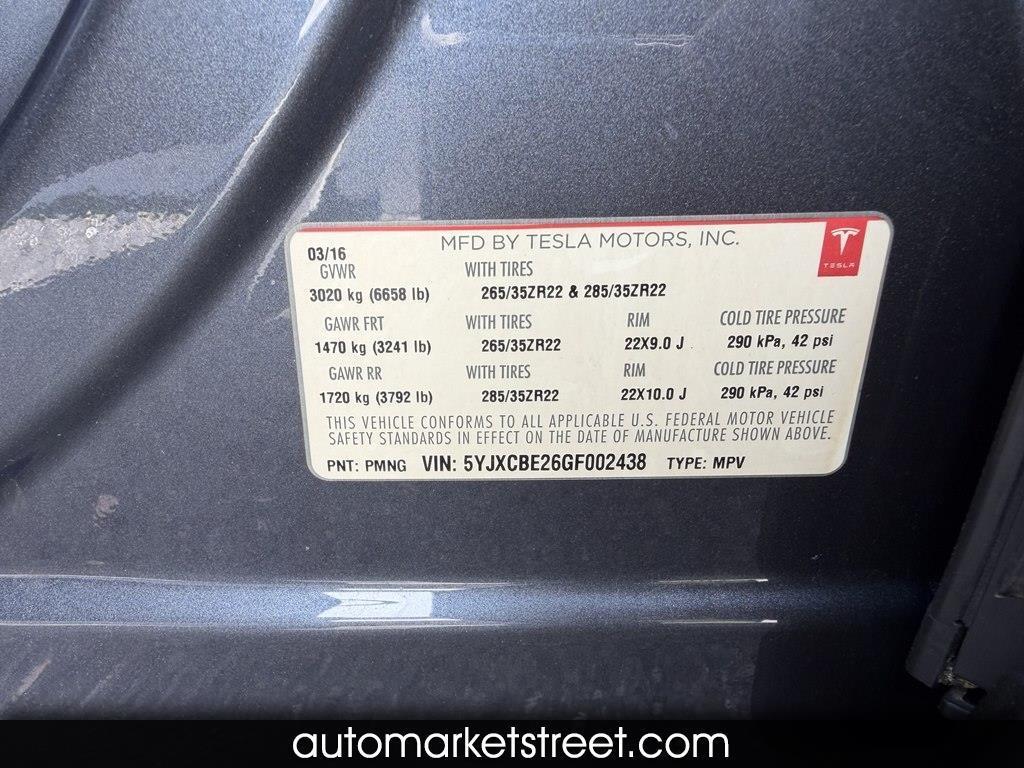 MFD BY TESLA MOTORS, INC.
TESLA
03/16
GVWR WITH TIRES
3020 kg (6658 lb) 265/35ZR22 & 285/35ZR22
GAWR FRT WITH TIRES RIM COLD TIRE PRESSURE
1470 kg (3241 lb) 265/35ZR22 22X9.0 J 290 kPa, 42 psi
GAWR RR WITH TIRES RIM COLD TIRE PRESSURE
1720 kg (3792 lb) 285/35ZR22 22X10.0 J 290 kPa, 42 psi
THIS VEHICLE CONFORMS TO ALL APPLICABLE U.S. FEDERAL MOTOR VEHICLE
SAFETY STANDARDS IN EFFECT ON THE DATE OF MANUFACTURE SHOWN ABOVE.
PNT: PMNG VIN: 5YJXCBE26GF002438 TYPE: MPV
automarketstreet.com